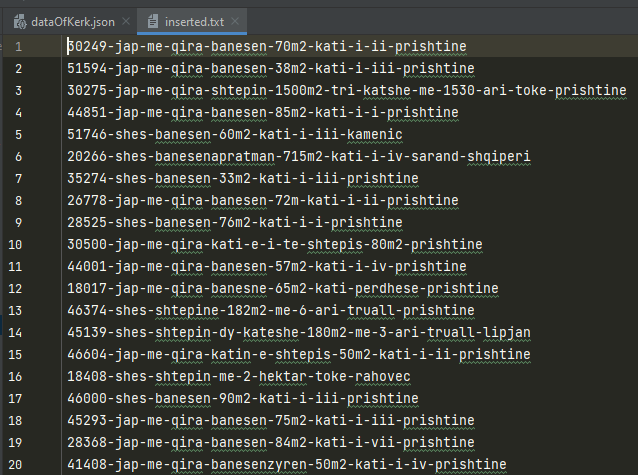 dataOfKerk.json inserted.txt
1 30249-jap-me-qira-banesen-70m2-kati-i-ii-prishtine
2 51594-jap-me-qira-banesen-38m2-kati-i-iii-prishtine
3 30275-jap-me-qira-shtepin-1500m2-tri-katshe-me-1530-ari-toke-prishtine
4 44851-jap-me-qira-banesen-85m2-kati-i-i-prishtine
5 51746-shes-banesen-60m2-kati-i-iii-kamenic
6 20266-shes-banesenapratman-715m2-kati-i-iv-sarand-shqiperi
7 35274-shes-banesen-33m2-kati-i-iii-prishtine
8 26778-jap-me-qira-banesen-72m-kati-i-ii-prishtine
9 28525-shes-banesen-76m2-kati-i-i-prishtine
10 30500-jap-me-qira-kati-e-i-te-shtepis-80m2-prishtine
11 44001-jap-me-qira-banesen-57m2-kati-i-iv-prishtine
12 18017-jap-me-qira-banesne-65m2-kati-perdhese-prishtine
13 46374-shes-shtepine-182m2-me-6-ari-truall-prishtine
14 45139-shes-shtepin-dy-kateshe-180m2-me-3-ari-truall-lipjan
15 46604-jap-me-qira-katin-e-shtepis-50m2-kati-i-ii-prishtine
16 18408-shes-shtepin-me-2-hektar-toke-rahovec
17 46000-shes-banesen-90m2-kati-i-iii-prishtine
18 45293-jap-me-qira-banesen-75m2-kati-i-iii-prishtine
19 28368-jap-me-qira-banesen-84m2-kati-i-vii-prishtine
20 41408-jap-me-qira-banesenzyren-50m2-kati-i-iv-prishtine